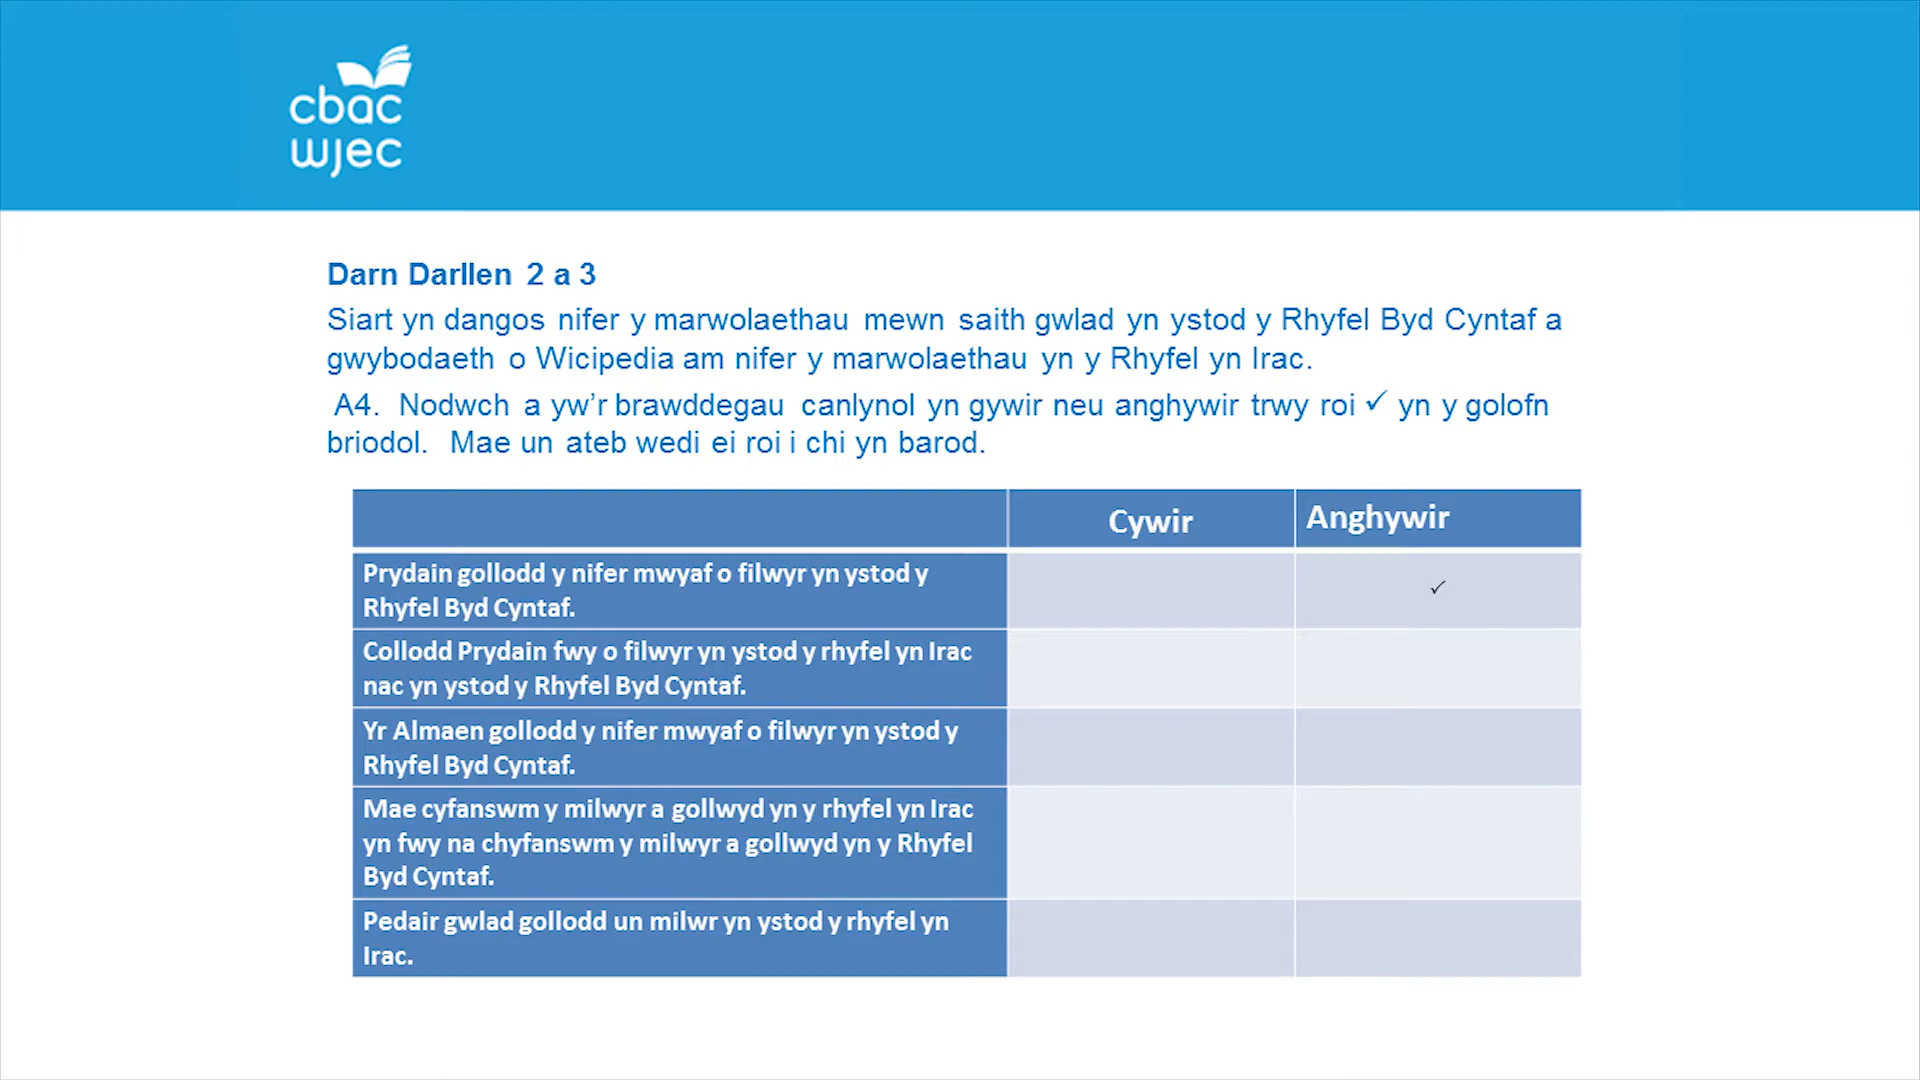 cbac
wjec
Darn Darllen 2 a 3
Siart yn dangos nifer y marwolaethau mewn saith gwlad yn ystod y Rhyfel Byd Cyntaf a
gwybodaeth o Wicipedia am nifer y marwolaethau yn y Rhyfel yn Irac.
A4. Nodwch a yw’r brawddegau canlynol yn gywir neu anghywir trwy roi ✓ yn y golofn
briodol. Mae un ateb wedi ei roi i chi yn barod.
Cywir
Anghywir
Prydain gollodd y nifer mwyaf o filwyr yn ystod y
Rhyfel Byd Cyntaf.
✓
Collodd Prydain fwy o filwyr yn ystod y rhyfel yn Irac
nac yn ystod y Rhyfel Byd Cyntaf.
Yr Almaen gollodd y nifer mwyaf o filwyr yn ystod y
Rhyfel Byd Cyntaf.
Mae cyfanswm y milwyr a gollwyd yn y rhyfel yn Irac
yn fwy na chyfanswm y milwyr a gollwyd yn y Rhyfel
Byd Cyntaf.
Pedair gwlad gollodd un milwr yn ystod y rhyfel yn
Irac.